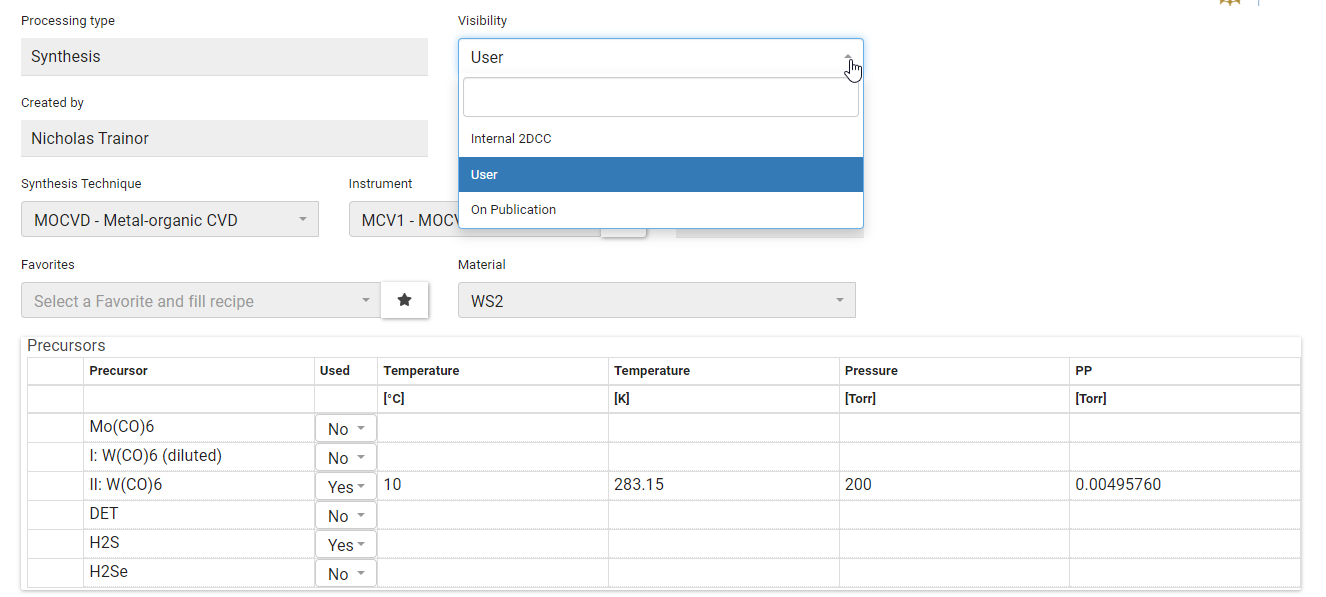 Processing type
Visibility
Synthesis
User
Created by
Nicholas Trainor
Internal 2DCC
User
On Publication
Synthesis Technique
Instrument
MOCVD - Metal-organic CVD
MCV1 - MOCV
Favorites
Material
Select a Favorite and fill recipe
WS2
Precursors
Precursor Used Temperature Temperature Pressure PP
[°C] [K] [Torr] [Torr]
Mo(CO)6 No
I: W(CO)6 (diluted) No
II: W(CO)6 Yes 10 283.15 200 0.00495760
DET No
H2S Yes
H2Se No